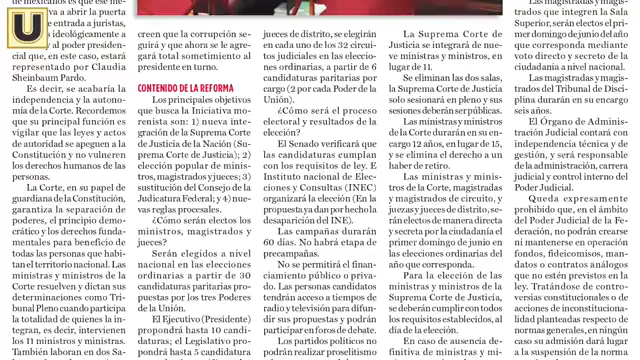 de mexicanos es que ese me-
va a abrir la puerta
entrada a juristas,
ideológicamente a
y al poder presiden-
cial que, en este caso, estará
representado por Claudia
Sheinbaum Pardo.
Es decir, se acabaría la
independencia y la autono-
mía de la Corte. Recordemos
que su principal función es
vigilar que las leyes y actos
de autoridad se apeguen a la
Constitución y no vulneren
los derechos humanos de las
personas.
La Corte, en su papel de
guardiana de la Constitución,
garantiza la separación de
poderes, el principio demo-
crático y los derechos funda-
mentales para beneficio de
todas las personas que habi-
tan el territorio nacional. Las
ministras y ministros de la
Corte resuelven y dictan sus
determinaciones como Tri-
bunal Pleno cuando participa
la totalidad de quienes la in-
tegran, es decir, intervienen
los 11 ministros y ministras.
También laboran en dos Sa-
U
creen que la corrupción se
guirá y que ahora se le agre-
gará total sometimiento al
presidente en turno.
CONTENIDO DE LA REFORMA
Los principales objetivos
que busca la Iniciativa mo-
renista son: 1) nueva inte-
gración de la Suprema Corte
de Justicia de la Nación (Su-
prema Corte de Justicia); 2)
elección popular de minis-
tros, magistrados y jueces; 3)
sustitución del Consejo de la
Judicatura Federal; y 4) nue-
vas reglas procesales.
¿Cómo serán electos los
ministros, magistrados y
jueces?
Serán elegidos a nivel
nacional en las elecciones
ordinarias a partir de 30
candidaturas paritarias pro-
puestas por los tres Poderes
de la Unión.
El Ejecutivo (Presidente)
propondrá hasta 10 candi-
daturas; el Legislativo pro-
pondrá hasta 5 candidatura
jueces de distrito, se elegirán
en cada uno de los 32 circui-
tos judiciales en las eleccio-
nes ordinarias, a partir de 6
candidaturas paritarias por
cargo (2 por cada Poder de la
Unión).
¿Cómo será el proceso
electoral y resultados de la
elección?
El Senado verificará que
las candidaturas cumplan
con los requisitos de ley. E
Instituto nacional de Elec-
ciones y Consultas (INEC)
organizará la elección (En la
propuesta ya dan por hecho la
desaparición del INE).
Las campañas durarán
60 días. No habrá etapa de
precampañas.
No se permitirá el finan-
ciamiento público o priva-
do. Las personas candidatas
tendrán acceso a tiempos de
radio y televisión para difun-
dir sus propuestas y podrán
participar en foros de debate.
Los partidos políticos no
podrán realizar proselitismo
La Suprema Corte de
Justicia se integrará de nue-
ve ministros y ministras, en
lugar de 11.
Se eliminan las dos salas,
la Suprema Corte de Justicia
solo sesionará en pleno y sus
sesiones deberán ser públicas.
Las ministras y ministros
de la Corte durarán en su en-
cargo 12 años, en lugar de 15,
y se elimina el derecho a un
haber de retiro.
Las ministras y minis-
tros de la Corte, magistradas
y magistrados de circuito, y
juezas y jueces de distrito, se-
rán electos de manera directa
y secreta por la ciudadanía el
primer domingo de junio en
las elecciones ordinarias del
año que corresponda.
Para la elección de las
ministras y ministros de la
Suprema Corte de Justicia,
se deberán cumplir con todos
los requisitos establecidos, al
día de la elección.
En caso de ausencia de-
finitiva de ministras y mi-
Las magistradas y magis-
trados que integren la Sala
Superior, serán electos el pri-
mer domingo de junio del año
que corresponda mediante
voto directo y secreto de la
ciudadanía a nivel nacional.
Las magistradas y magis-
trados del Tribunal de Disci-
plina durarán en su encargo
seis años.
El Órgano de Adminis-
tración Judicial contará con
independencia técnica y de
gestión, y será responsable
de la administración, carrera
judicial y control interno del
Poder Judicial.
Queda expresamente
prohibido que, en el ámbito
del Poder Judicial de la Fe-
deración, no podrán crearse
ni mantenerse en operación
fondos, fideicomisos, man-
datos o contratos análogos
que no estén previstos en la
ley. Tratándose de contro-
versias constitucionales o de
acciones de inconstitucionali-
dad planteadas respecto de
normas generales, en ningún
caso su admisión dará lugar
a la suspensión de la norma